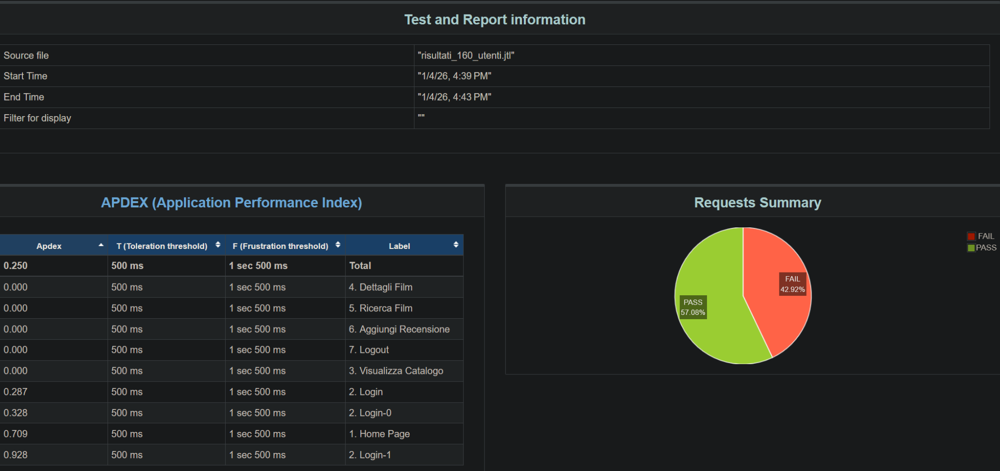 Test and Report information
Source file "risultati_160_utenti.jtl"
Start Time "1/4/26, 4:39 PM"
End Time "1/4/26, 4:43 PM"
Filter for display ""
APDEX (Application Performance Index)
Apdex T (Toleration threshold) F (Frustration threshold) Label
0.250 500 ms 1 sec 500 ms Total
0.000 500 ms 1 sec 500 ms 4. Dettagli Film
0.000 500 ms 1 sec 500 ms 5. Ricerca Film
0.000 500 ms 1 sec 500 ms 6. Aggiungi Recensione
0.000 500 ms 1 sec 500 ms 7. Logout
0.000 500 ms 1 sec 500 ms 3. Visualizza Catalogo
0.287 500 ms 1 sec 500 ms 2. Login
0.328 500 ms 1 sec 500 ms 2. Login-0
0.709 500 ms 1 sec 500 ms 1. Home Page
0.928 500 ms 1 sec 500 ms 2. Login-1
Requests Summary
FAIL
PASS
FAIL
42.92%
PASS
57.08%